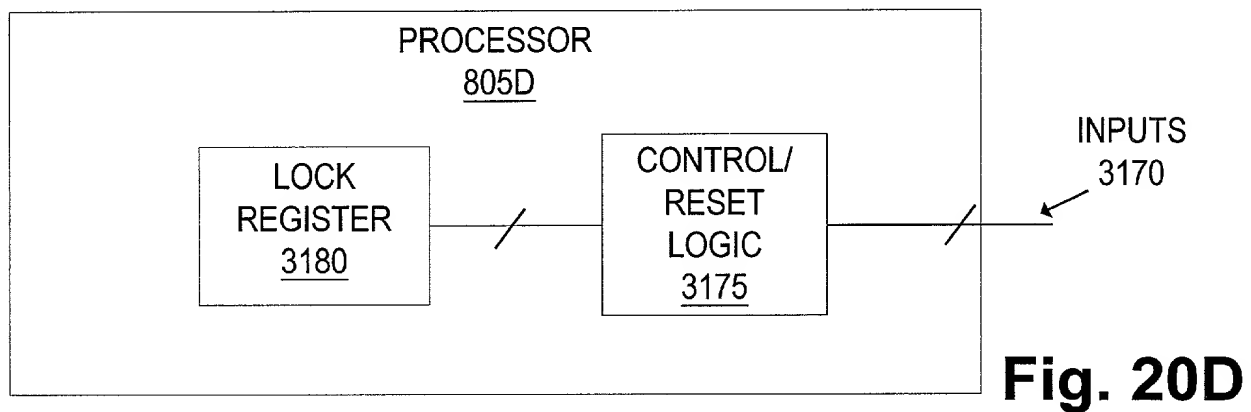 PROCESSOR
805D
LOCK
REGISTER
3180
CONTROL/
RESET
LOGIC
3175
INPUTS
3170
Fig. 20D